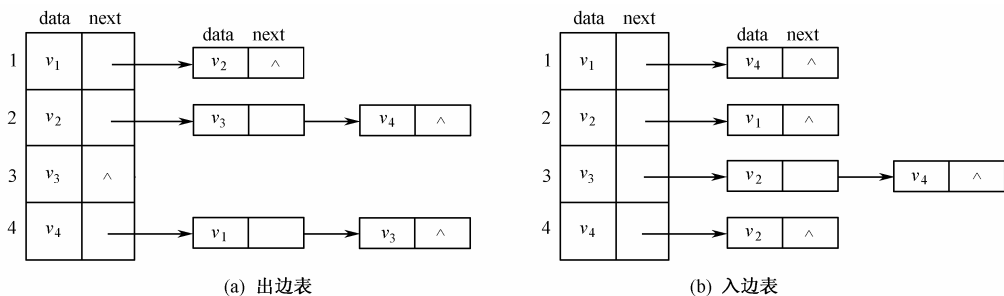 data next
data next
1 v₁ v₂ ^
2 v₂ v₃ v₄ ^
3 v₃ ^
4 v₄ v₁ v₃ ^
(a) 出边表
data next
data next
1 v₁ v₄ ^
2 v₂ v₁ ^
3 v₃ v₂ v₄ ^
4 v₄ v₂ ^
(b) 入边表